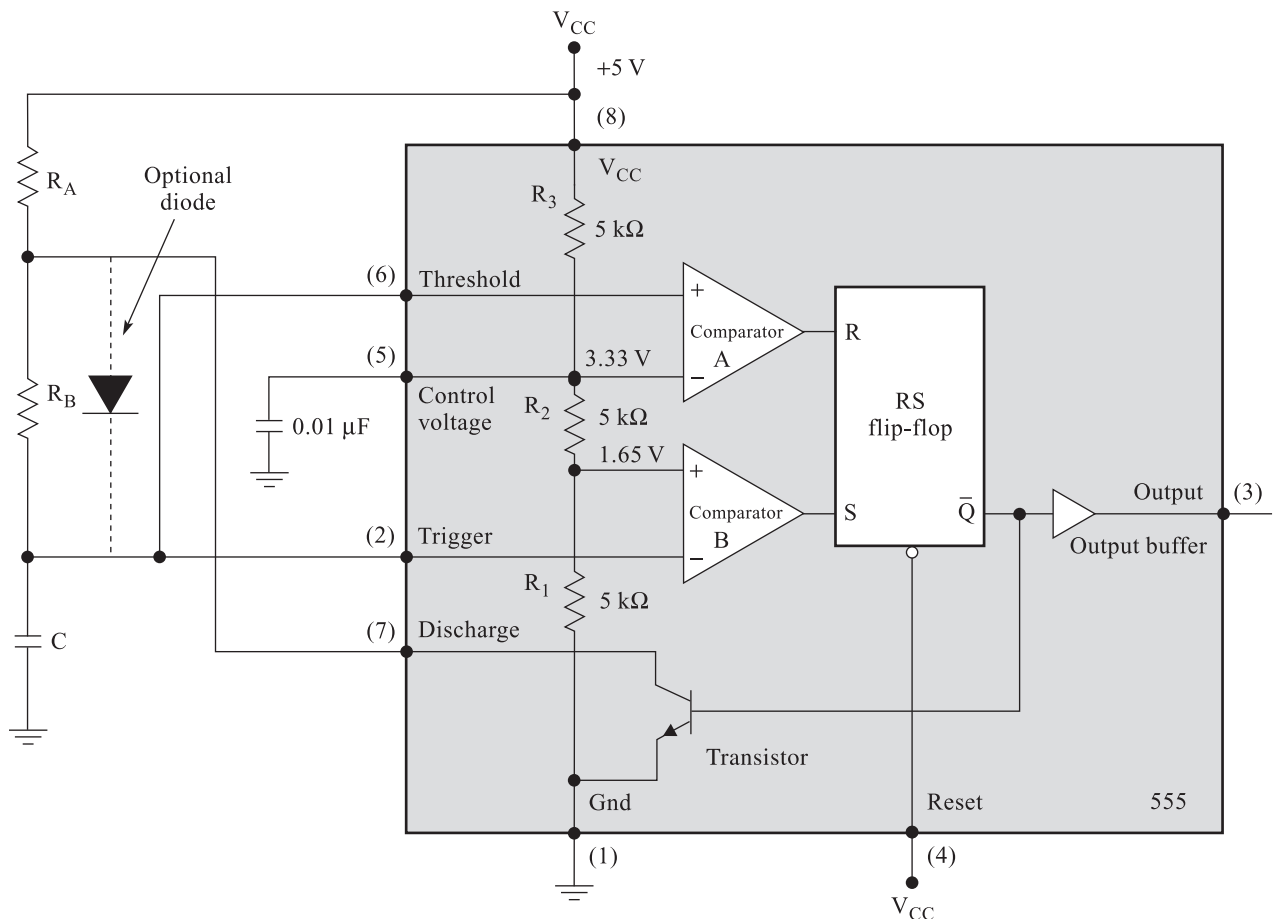 V_CC
+5 V
(8)
V_CC
R_A
Optional
diode
R_3
5 kΩ
(6)
Threshold
+
Comparator
A
−
R
(5)
3.33 V
Control
voltage
R_B
0.01 µF
R_2
5 kΩ
RS
flip-flop
1.65 V
+
Comparator
B
−
S
Q̄
Output
(3)
Output buffer
(2)
Trigger
R_1
5 kΩ
C
(7)
Discharge
Transistor
Gnd
Reset
555
(1)
(4)
V_CC